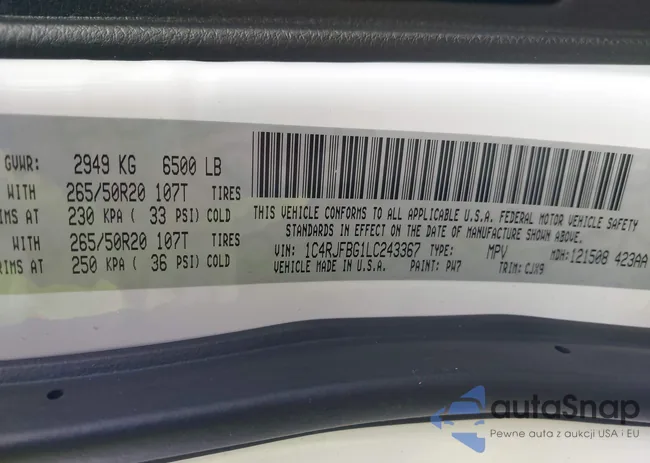 GVWR: 2949 KG 6500 LB
WITH 265/50R20 107T TIRES
IMS AT 230 KPA ( 33 PSI) COLD
WITH 265/50R20 107T TIRES
RIMS AT 250 KPA ( 36 PSI) COLD
THIS VEHICLE CONFORMS TO ALL APPLICABLE U.S.A. FEDERAL MOTOR VEHICLE SAFETY
STANDARDS IN EFFECT ON THE DATE OF MANUFACTURE SHOWN ABOVE.
VIN: 1C4RJFBG1LC243367 TYPE: MPV MDH: 121508 423AA
VEHICLE MADE IN U.S.A. PAINT: PW7 TRIM: CJX9
autaSnap
Pewne auta z aukcji USA i EU